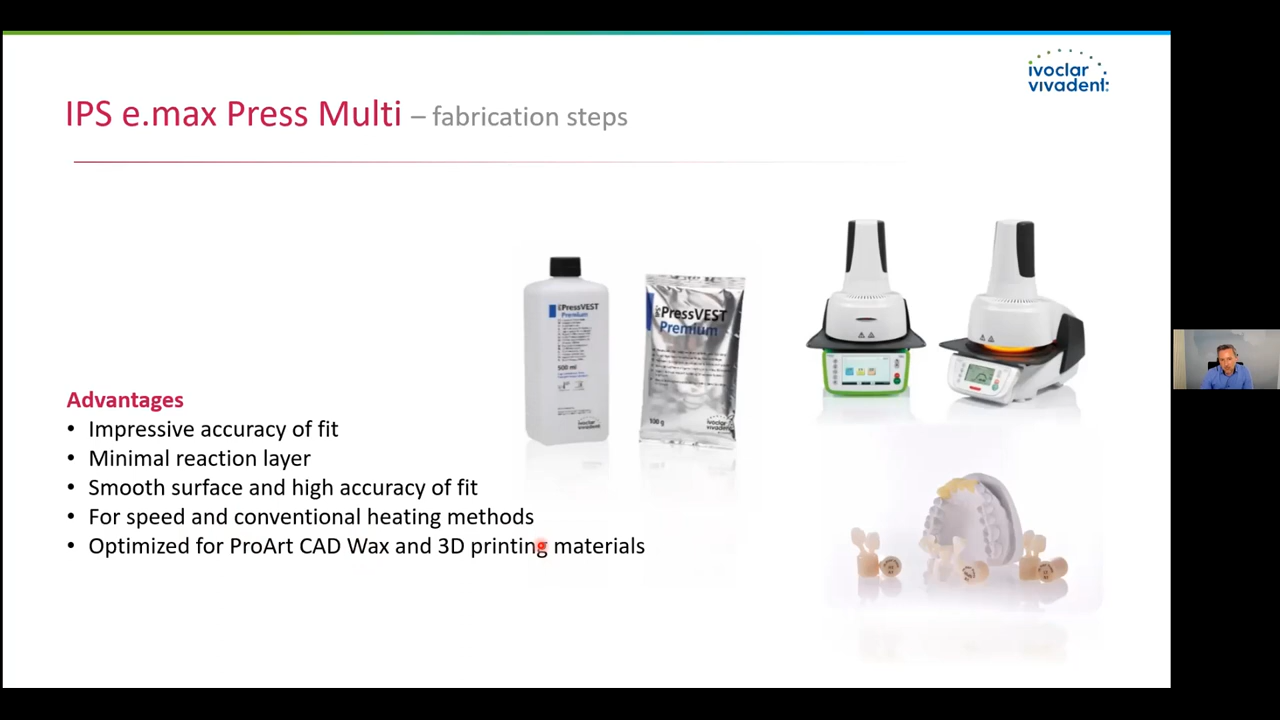 ivoclar
vivadent:
IPS e.max Press Multi – fabrication steps
PressVEST
Premium
500 ml
ivoclar
vivadent
PressVEST
Premium
100 g
ivoclar
vivadent
Advantages
• Impressive accuracy of fit
• Minimal reaction layer
• Smooth surface and high accuracy of fit
• For speed and conventional heating methods
• Optimized for ProArt CAD Wax and 3D printing materials